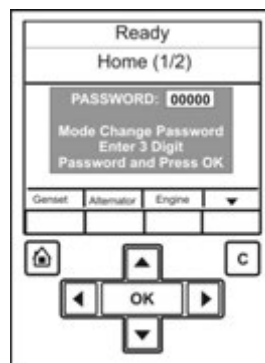 Ready
Home (1/2)
PASSWORD: 00000
Mode Change Password
Enter 3 Digit
Password and Press OK
Genset Alternator Engine
C
OK